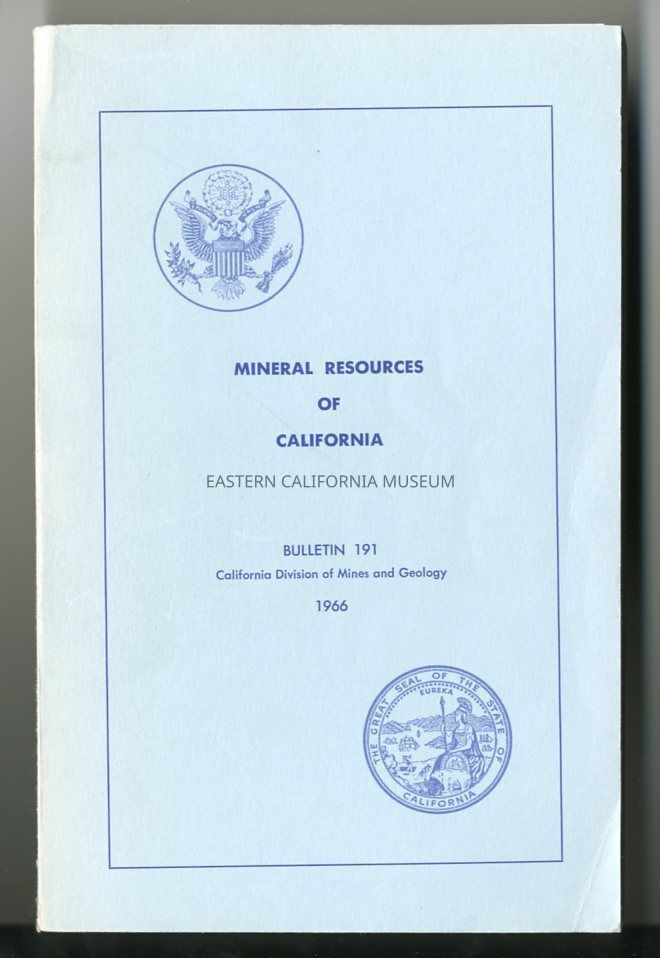 MINERAL RESOURCES
OF
CALIFORNIA
EASTERN CALIFORNIA MUSEUM
BULLETIN 191
California Division of Mines and Geology
1966
THE GREAT SEAL OF THE STATE OF CALIFORNIA
EUREKA